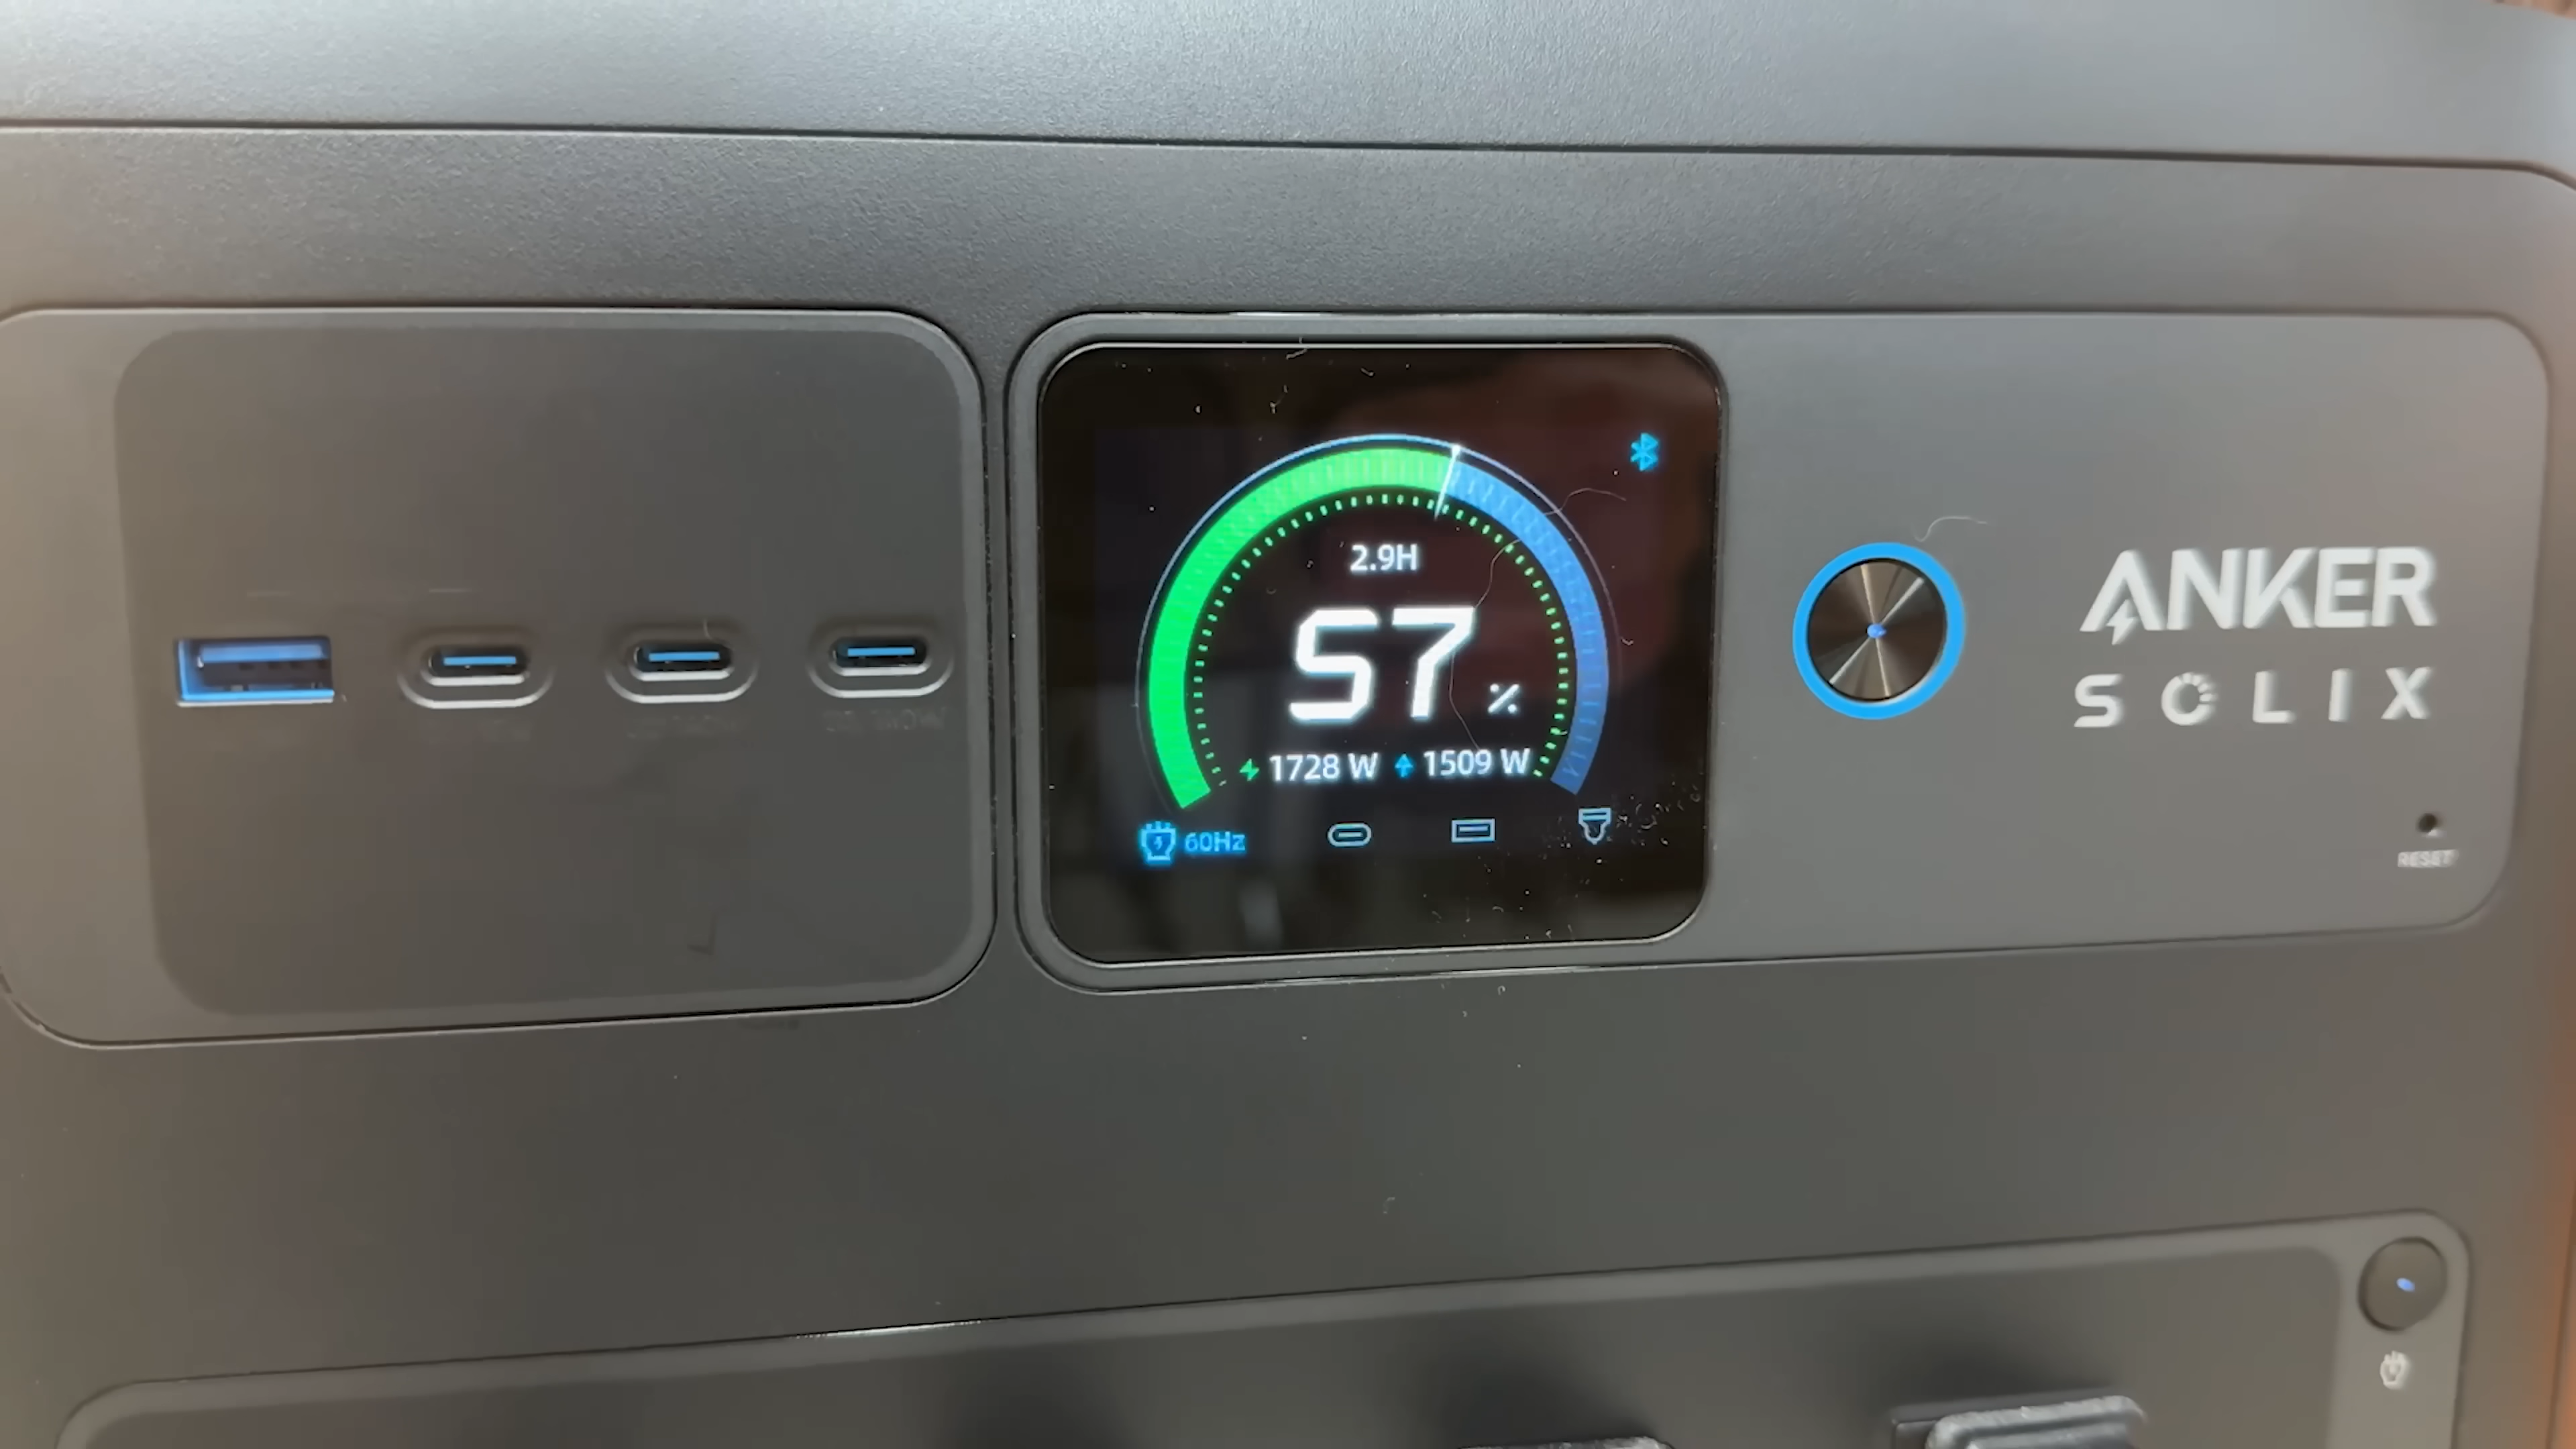 2.9H
57 %
1728 W 1509 W
60Hz
ANKER
SOLIX
RESET